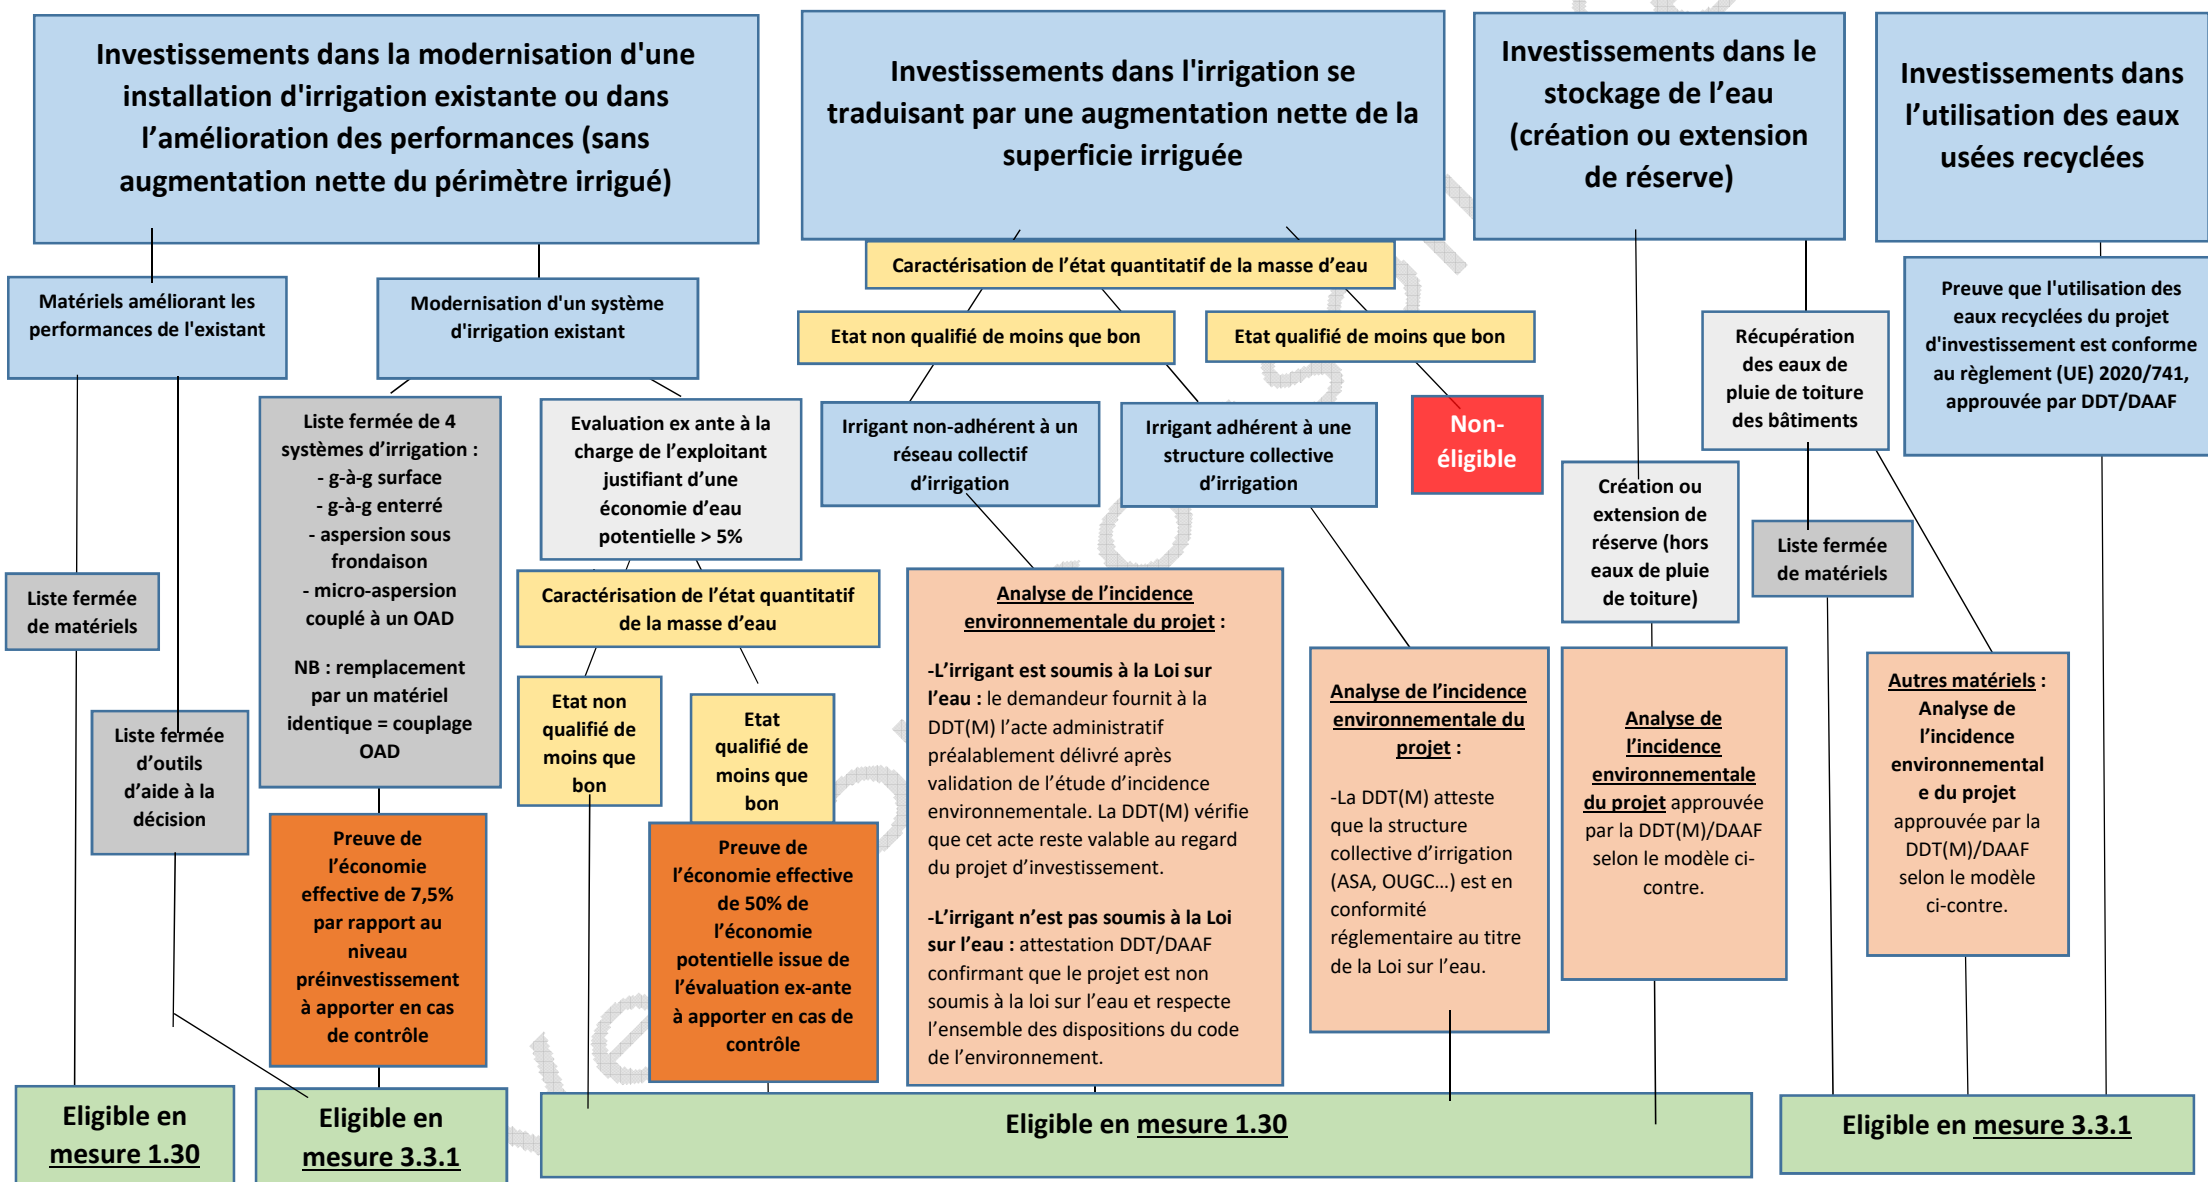 Investissements dans la modernisation d'une
installation d'irrigation existante ou dans
l’amélioration des performances (sans
augmentation nette du périmètre irrigué)
Investissements dans l'irrigation se
traduisant par une augmentation nette de la
superficie irriguée
Investissements dans le
stockage de l’eau
(création ou extension
de réserve)
Investissements dans
l’utilisation des eaux
usées recyclées
Matériels améliorant les
performances de l'existant
Modernisation d'un système
d'irrigation existant
Caractérisation de l’état quantitatif de la masse d’eau
Etat non qualifié de moins que bon
Etat qualifié de moins que bon
Récupération
des eaux de
pluie de toiture
des bâtiments
Preuve que l'utilisation des
eaux recyclées du projet
d'investissement est conforme
au règlement (UE) 2020/741,
approuvée par DDT/DAAF
Liste fermée de 4
systèmes d’irrigation :
- g-à-g surface
- g-à-g enterré
- aspersion sous
frondaison
- micro-aspersion
couplé à un OAD
NB : remplacement
par un matériel
identique = couplage
OAD
Evaluation ex ante à la
charge de l’exploitant
justifiant d’une
économie d’eau
potentielle > 5%
Irrigant non-adhérent à un
réseau collectif
d’irrigation
Irrigant adhérent à une
structure collective
d’irrigation
Non-
éligible
Création ou
extension de
réserve (hors
eaux de pluie
de toiture)
Liste fermée
de matériels
Liste fermée
de matériels
Caractérisation de l’état quantitatif
de la masse d’eau
Etat non
qualifié de
moins que
bon
Etat
qualifié de
moins que
bon
Liste fermée
d’outils
d’aide à la
décision
Preuve de
l’économie
effective de 7,5%
par rapport au
niveau
préinvestissement
à apporter en cas
de contrôle
Preuve de
l’économie effective
de 50% de
l’économie
potentielle issue de
l’évaluation ex-ante
à apporter en cas de
contrôle
Analyse de l’incidence
environnementale du projet :
-L’irrigant est soumis à la Loi sur
l’eau : le demandeur fournit à la
DDT(M) l’acte administratif
préalablement délivré après
validation de l’étude d’incidence
environnementale. La DDT(M) vérifie
que cet acte reste valable au regard
du projet d’investissement.
-L’irrigant n’est pas soumis à la Loi
sur l’eau : attestation DDT/DAAF
confirmant que le projet est non
soumis à la loi sur l’eau et respecte
l’ensemble des dispositions du code
de l’environnement.
Analyse de l’incidence
environnementale du
projet :
-La DDT(M) atteste
que la structure
collective d’irrigation
(ASA, OUGC…) est en
conformité
réglementaire au titre
de la Loi sur l’eau.
Analyse de
l’incidence
environnementale
du projet approuvée
par la DDT(M)/DAAF
selon le modèle ci-
contre.
Autres matériels :
Analyse de
l’incidence
environnemental
e du projet
approuvée par la
DDT(M)/DAAF
selon le modèle
ci-contre.
Eligible en
mesure 1.30
Eligible en
mesure 3.3.1
Eligible en mesure 1.30
Eligible en mesure 3.3.1